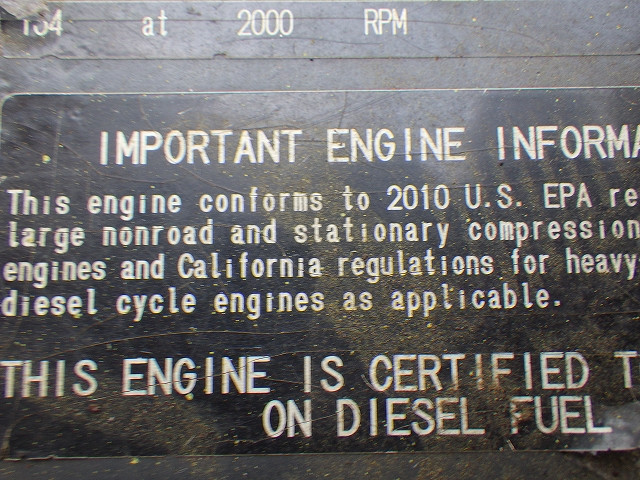 at 2000 RPM
IMPORTANT ENGINE INFORMA
This engine conforms to 2010 U.S. EPA re
large nonroad and stationary compression
engines and California regulations for heavy
diesel cycle engines as applicable.
THIS ENGINE IS CERTIFIED T
ON DIESEL FUEL